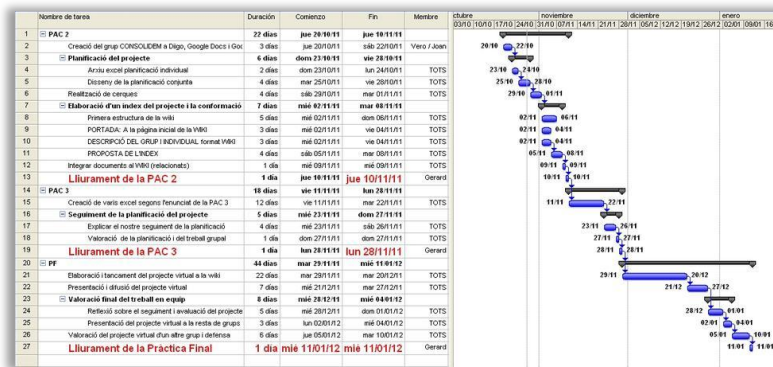 Nombre de tarea Duración Comienzo Fin Membre
ctubre noviembre diciembre enero
03/10 10/10 17/10 24/10 31/10 07/11 14/11 21/11 28/11 05/12 12/12 19/12 26/12 02/01 09/01 16
1 PAC 2 22 días jue 20/10/11 jue 10/11/11
2 Creació del grup CONSOLIDEM a Diigo, Google Docs i Goo 3 días jue 20/10/11 sáb 22/10/11 Vero / Joan 20/10 22/10
3 Planificació del projecte 6 días dom 23/10/11 vie 28/10/11
4 Arxiu excel planificació individual 2 días dom 23/10/11 lun 24/10/11 TOTS 23/10 24/10
5 Disseny de la planificació conjunta 4 días mar 25/10/11 vie 28/10/11 TOTS 25/10 28/10
6 Realització de cerques 4 días sáb 29/10/11 mar 01/11/11 TOTS 29/10 01/11
7 Elaboració d'un index del projecte i la conformació 7 días mié 02/11/11 mar 08/11/11
8 Primera estructura de la wiki 5 días mié 02/11/11 dom 06/11/11 TOTS 02/11 06/11
9 PORTADA: A la pàgina inicial de la WIKI 3 días mié 02/11/11 vie 04/11/11 TOTS 02/11 04/11
10 DESCRIPCIÓ DEL GRUP I INDIVIDUAL format WIKI 3 días mié 02/11/11 vie 04/11/11 TOTS 02/11 04/11
11 PROPOSTA DE L'INDEX 4 días sáb 05/11/11 mar 08/11/11 TOTS 05/11 08/11
12 Integrar documents al WIKI (relacionats) 1 día mié 09/11/11 mié 09/11/11 TOTS 09/11 09/11
13 Lliurament de la PAC 2 1 día jue 10/11/11 jue 10/11/11 Gerard 10/11 10/11
14 PAC 3 18 días vie 11/11/11 lun 28/11/11
15 Creació de varis excel segons l'enunciat de la PAC 3 12 días vie 11/11/11 mar 22/11/11 TOTS 11/11 22/11
16 Seguiment de la planificació del projecte 5 días mié 23/11/11 dom 27/11/11
17 Explicar el nostre seguiment de la planificació 4 días mié 23/11/11 sáb 26/11/11 TOTS 23/11 26/11
18 Valoració de la planificació i del treball grupal 1 día dom 27/11/11 dom 27/11/11 TOTS 27/11 27/11
19 Lliurament de la PAC 3 1 día lun 28/11/11 lun 28/11/11 Gerard 28/11 28/11
20 PF 44 días mar 29/11/11 mié 11/01/12
21 Elaboració i tancament del projecte virtual a la wiki 22 días mar 29/11/11 mar 20/12/11 TOTS 29/11 20/12
22 Presentació i difusió del projecte virtual 7 días mié 21/12/11 mar 27/12/11 TOTS 21/12 27/12
23 Valoració final del treball en equip 8 días mié 28/12/11 mié 04/01/12
24 Reflexió sobre el seguiment i avaluació del projecte 5 días mié 28/12/11 dom 01/01/12 TOTS 28/12 01/01
25 Presentació del projecte virtual a la resta de grups 3 días lun 02/01/12 mié 04/01/12 TOTS 02/01 04/01
26 Valoració del projecte virtual d'un altre grup i defensa 6 días jue 05/01/12 mar 10/01/12 TOTS 05/01 10/01
27 Lliurament de la Pràctica Final 1 día mié 11/01/12 mié 11/01/12 Gerard 11/01 11/01